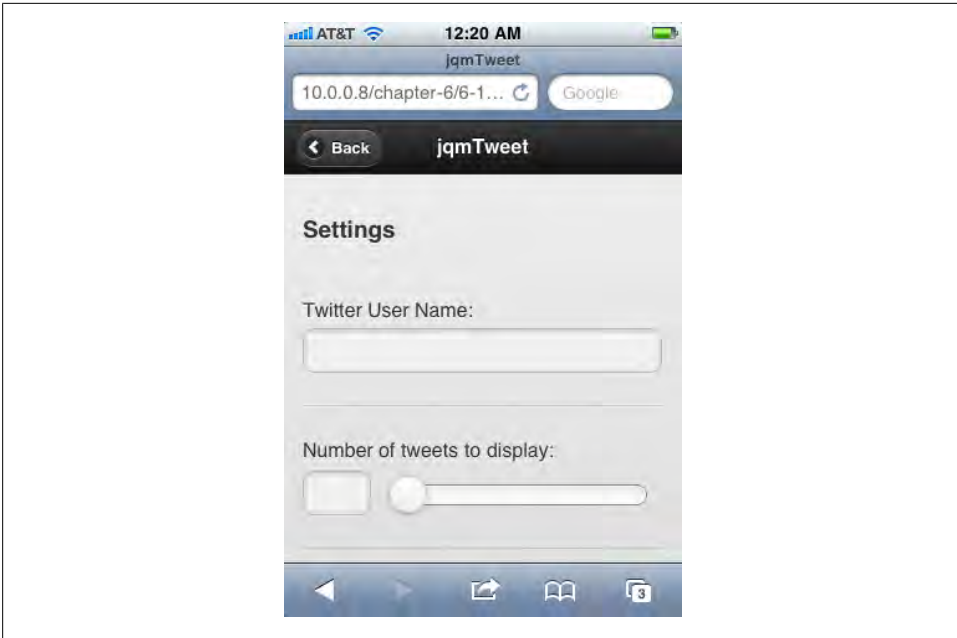 AT&T 12:20 AM
jqmTweet
10.0.0.8/chapter-6/6-1... Google
Back jqmTweet
Settings
Twitter User Name:
Number of tweets to display:
3